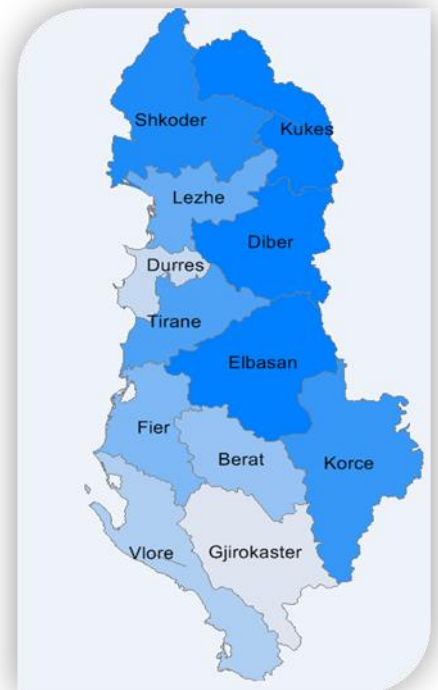 Shkoder
Kukes
Lezhe
Diber
Durres
Tirane
Elbasan
Fier
Berat
Korce
Vlore
Gjirokaster